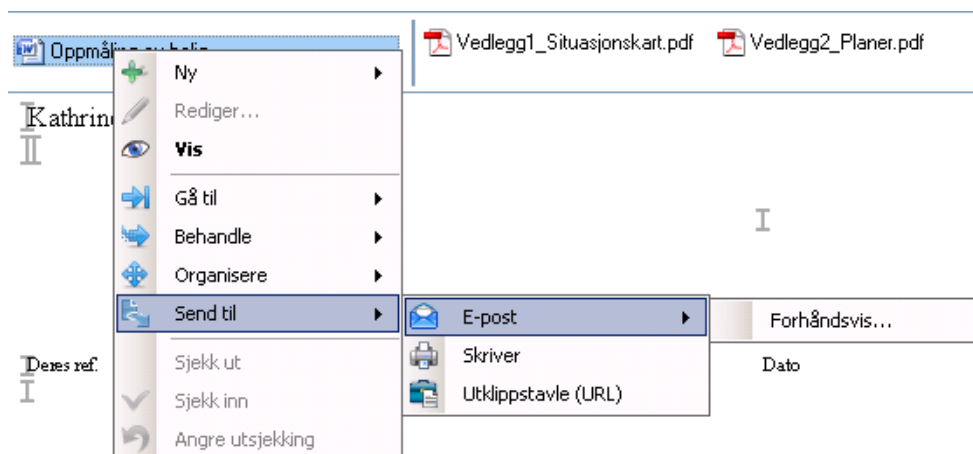 Oppmåling av bolig
Vedlegg1_Situasjonskart.pdf
Vedlegg2_Planer.pdf
Ny
Kathrin
Rediger...
Vis
Gå til
Behandle
Organisere
Send til
E-post
Forhåndsvis...
Deres ref.
Sjekk ut
Skriver
Dato
Sjekk inn
Utklippstavle (URL)
Angre utsjekking